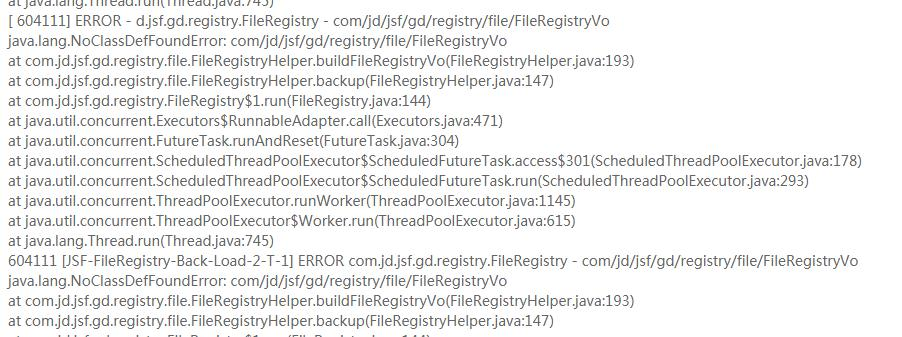 at java.lang.Thread.run(Thread.java:745)
[ 604111] ERROR - d.jsf.gd.registry.FileRegistry - com/jd/jsf/gd/registry/file/FileRegistryVo
java.lang.NoClassDefFoundError: com/jd/jsf/gd/registry/file/FileRegistryVo
at com.jd.jsf.gd.registry.file.FileRegistryHelper.buildFileRegistryVo(FileRegistryHelper.java:193)
at com.jd.jsf.gd.registry.file.FileRegistryHelper.backup(FileRegistryHelper.java:147)
at com.jd.jsf.gd.registry.FileRegistry$1.run(FileRegistry.java:144)
at java.util.concurrent.Executors$RunnableAdapter.call(Executors.java:471)
at java.util.concurrent.FutureTask.runAndReset(FutureTask.java:304)
at java.util.concurrent.ScheduledThreadPoolExecutor$ScheduledFutureTask.access$301(ScheduledThreadPoolExecutor.java:178)
at java.util.concurrent.ScheduledThreadPoolExecutor$ScheduledFutureTask.run(ScheduledThreadPoolExecutor.java:293)
at java.util.concurrent.ThreadPoolExecutor.runWorker(ThreadPoolExecutor.java:1145)
at java.util.concurrent.ThreadPoolExecutor$Worker.run(ThreadPoolExecutor.java:615)
at java.lang.Thread.run(Thread.java:745)
604111 [JSF-FileRegistry-Back-Load-2-T-1] ERROR com.jd.jsf.gd.registry.FileRegistry - com/jd/jsf/gd/registry/file/FileRegistryVo
java.lang.NoClassDefFoundError: com/jd/jsf/gd/registry/file/FileRegistryVo
at com.jd.jsf.gd.registry.file.FileRegistryHelper.buildFileRegistryVo(FileRegistryHelper.java:193)
at com.jd.jsf.gd.registry.file.FileRegistryHelper.backup(FileRegistryHelper.java:147)